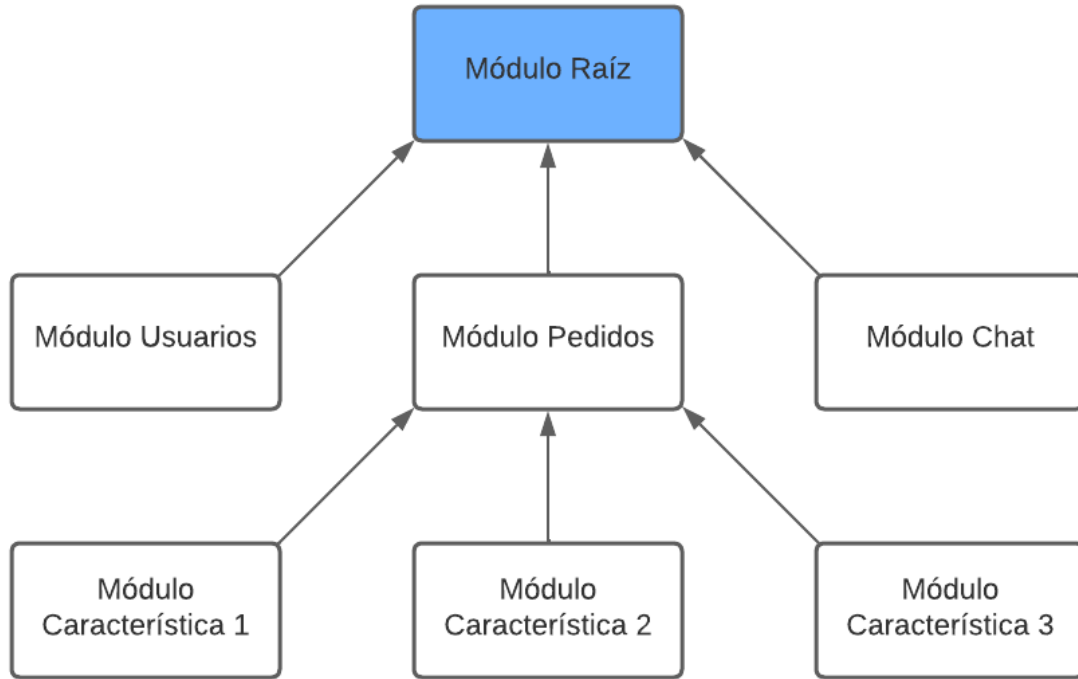 Módulo Raíz
Módulo Usuarios
Módulo Pedidos
Módulo Chat
Módulo
Característica 1
Módulo
Característica 2
Módulo
Característica 3